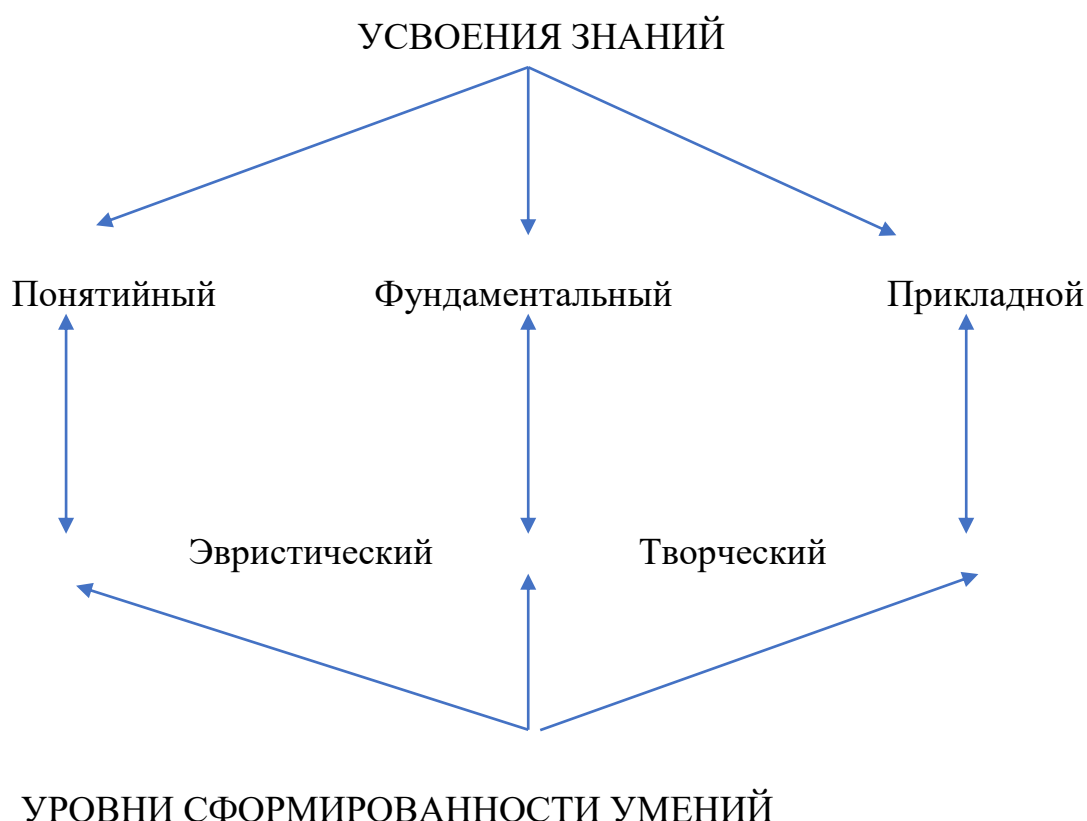 УСВОЕНИЯ ЗНАНИЙ
Понятийный Фундаментальный Прикладной
Эвристический Творческий
УРОВНИ СФОРМИРОВАННОСТИ УМЕНИЙ